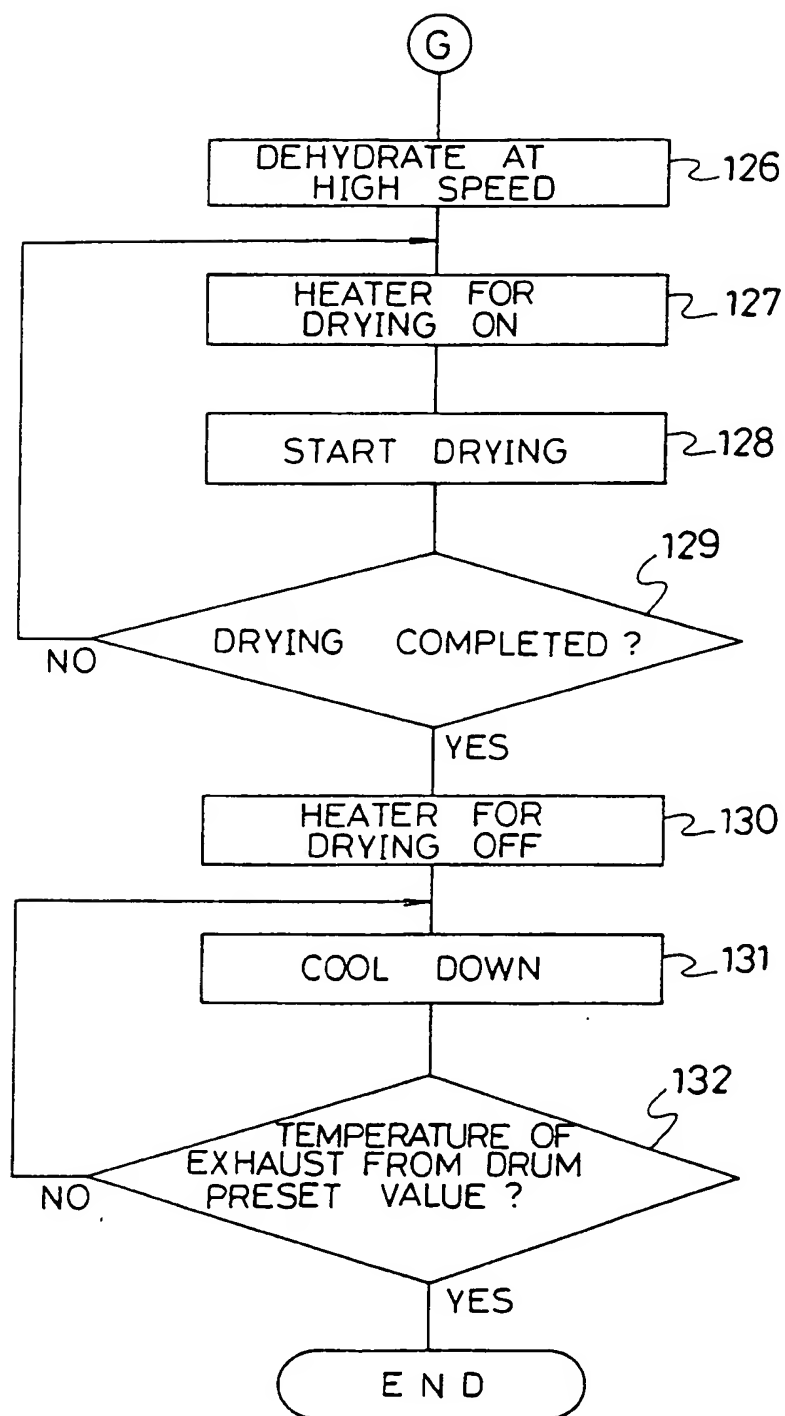 G
DEHYDRATE AT
HIGH SPEED
126
HEATER FOR
DRYING ON
127
START DRYING
128
129
DRYING COMPLETED ?
NO
YES
HEATER FOR
DRYING OFF
130
COOL DOWN
131
132
TEMPERATURE OF
EXHAUST FROM DRUM
PRESET VALUE ?
NO
YES
END